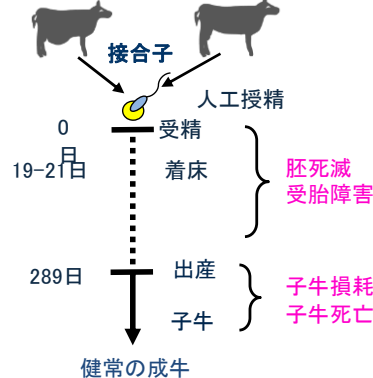 接合子
人工授精
0日
受精
19-21日
着床
胚死滅
受胎障害
289日
出産
子牛損耗
子牛死亡
子牛
健常の成牛